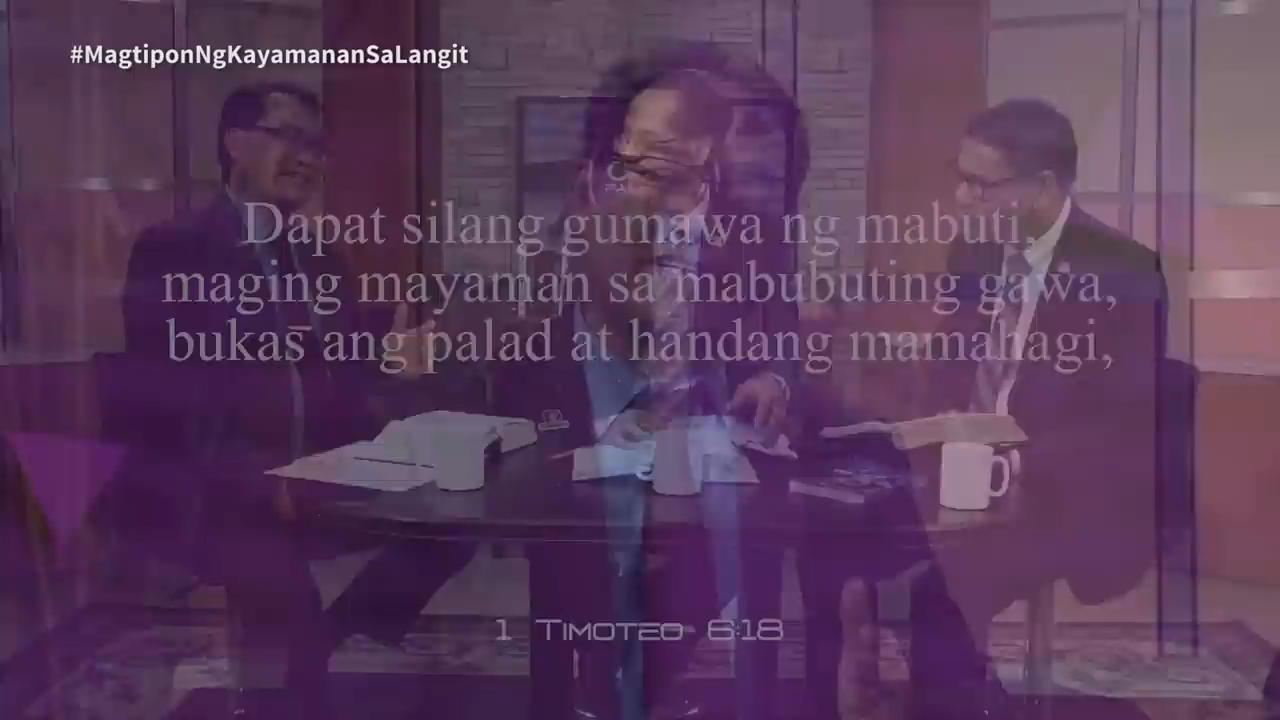 #MagtiponNgKayamananSaLangit
Dapat silang gumawa ng mabuti,
maging mayaman sa mabubuting gawa,
bukas ang palad at handang mamahagi,
1 Timoteo 6:18